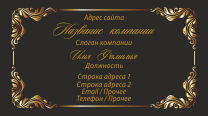 Адрес сайта
Название компании
Слоган компании
Имя Фамилия
Должность
Строка адреса 1
Строка адреса 2
Email / Прочее
Телефон / Прочее